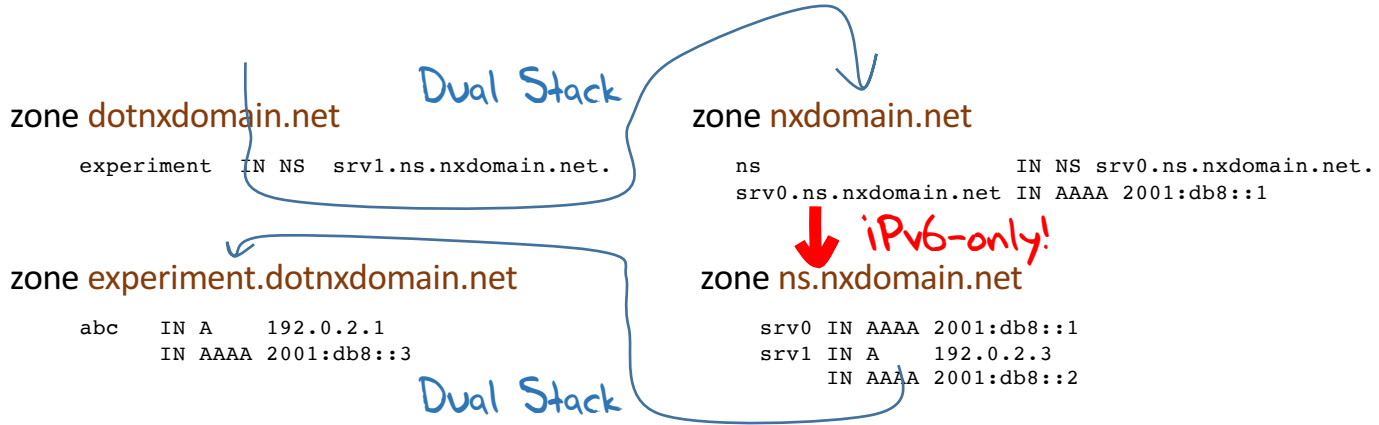 Dual Stack
zone dotnxdomain.net
experiment IN NS srv1.ns.nxdomain.net.
zone nxdomain.net
ns IN NS srv0.ns.nxdomain.net.
srv0.ns.nxdomain.net IN AAAA 2001:db8::1
iPv6-only!
zone experiment.dotnxdomain.net
abc IN A 192.0.2.1
IN AAAA 2001:db8::3
zone ns.nxdomain.net
srv0 IN AAAA 2001:db8::1
srv1 IN A 192.0.2.3
IN AAAA 2001:db8::2
Dual Stack